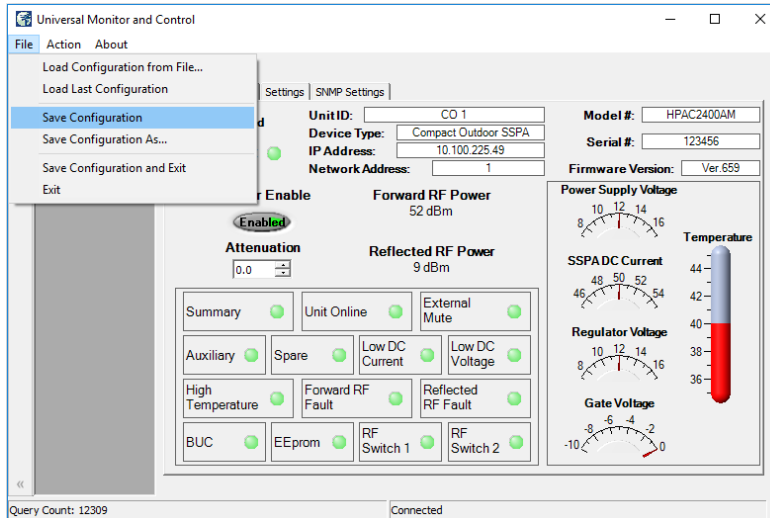 Universal Monitor and Control
File Action About
Load Configuration from File...
Load Last Configuration
Save Configuration
Save Configuration As...
Save Configuration and Exit
Exit
Settings SNMP Settings
Unit ID: CO 1
Device Type: Compact Outdoor SSPA
IP Address: 10.100.225.49
Network Address: 1
Model #: HPAC2400AM
Serial #: 123456
Firmware Version: Ver.659
Enable
Enabled
Attenuation
0.0
Forward RF Power
52 dBm
Reflected RF Power
9 dBm
Summary
Unit Online
External
Mute
Auxiliary
Spare
Low DC
Current
Low DC
Voltage
High
Temperature
Forward RF
Fault
Reflected
RF Fault
BUC
EEprom
RF
Switch 1
RF
Switch 2
Power Supply Voltage
8 10 12 14 16
SSPA DC Current
46 48 50 52 54
Regulator Voltage
8 10 12 14 16
Gate Voltage
-10 -8 -6 -4 -2 0
Temperature
44
42
40
38
36
«
Query Count: 12309
Connected